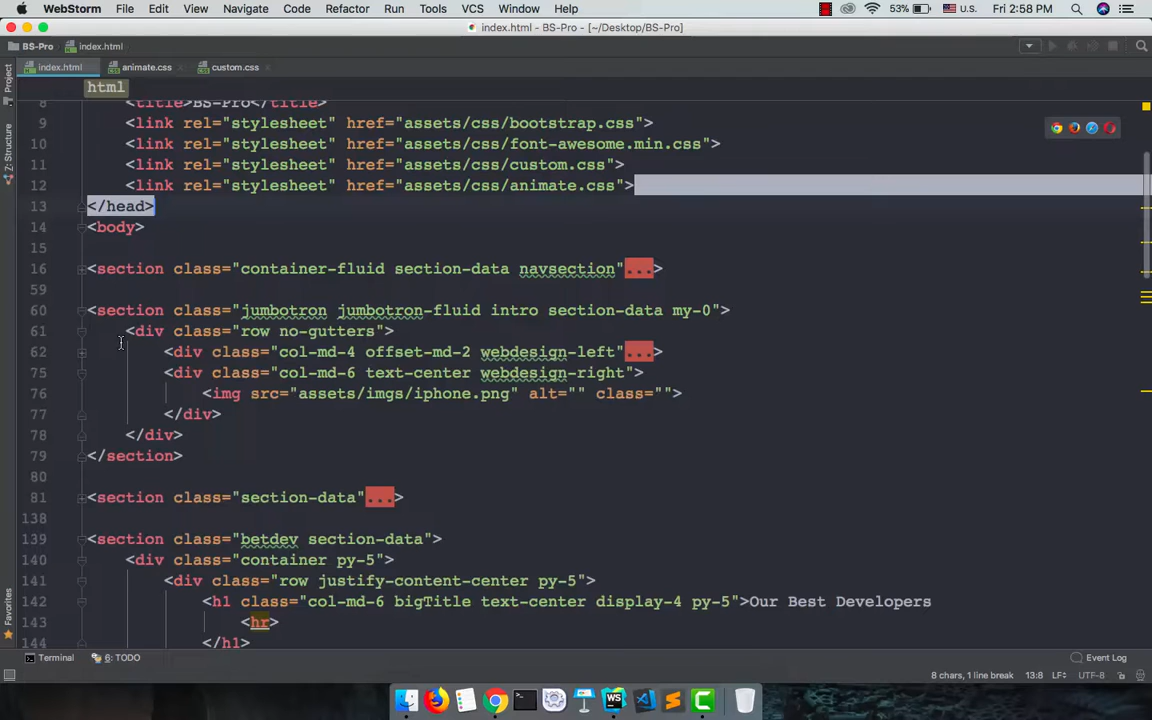 WebStorm File Edit View Navigate Code Refactor Run Tools VCS Window Help 53% U.S. Fri 2:58 PM
index.html - BS-Pro - [~/Desktop/BS-Pro]
BS-Pro index.html
index.html animate.css custom.css
Project
Z: Structure
Favorites
html
8 <title>BS-Pro</title>
9 <link rel="stylesheet" href="assets/css/bootstrap.css">
10 <link rel="stylesheet" href="assets/css/font-awesome.min.css">
11 <link rel="stylesheet" href="assets/css/custom.css">
12 <link rel="stylesheet" href="assets/css/animate.css">
13 </head>
14 <body>
15
16 <section class="container-fluid section-data navsection"...>
59
60 <section class="jumbotron jumbotron-fluid intro section-data my-0">
61 <div class="row no-gutters">
62 <div class="col-md-4 offset-md-2 webdesign-left"...>
75 <div class="col-md-6 text-center webdesign-right">
76 <img src="assets/imgs/iphone.png" alt="" class="">
77 </div>
78 </div>
79 </section>
80
81 <section class="section-data"...>
138
139 <section class="betdev section-data">
140 <div class="container py-5">
141 <div class="row justify-content-center py-5">
142 <h1 class="col-md-6 bigTitle text-center display-4 py-5">Our Best Developers
143 <hr>
144 </h1>
Terminal 6: TODO Event Log
8 chars, 1 line break 13:8 LF UTF-8
WS